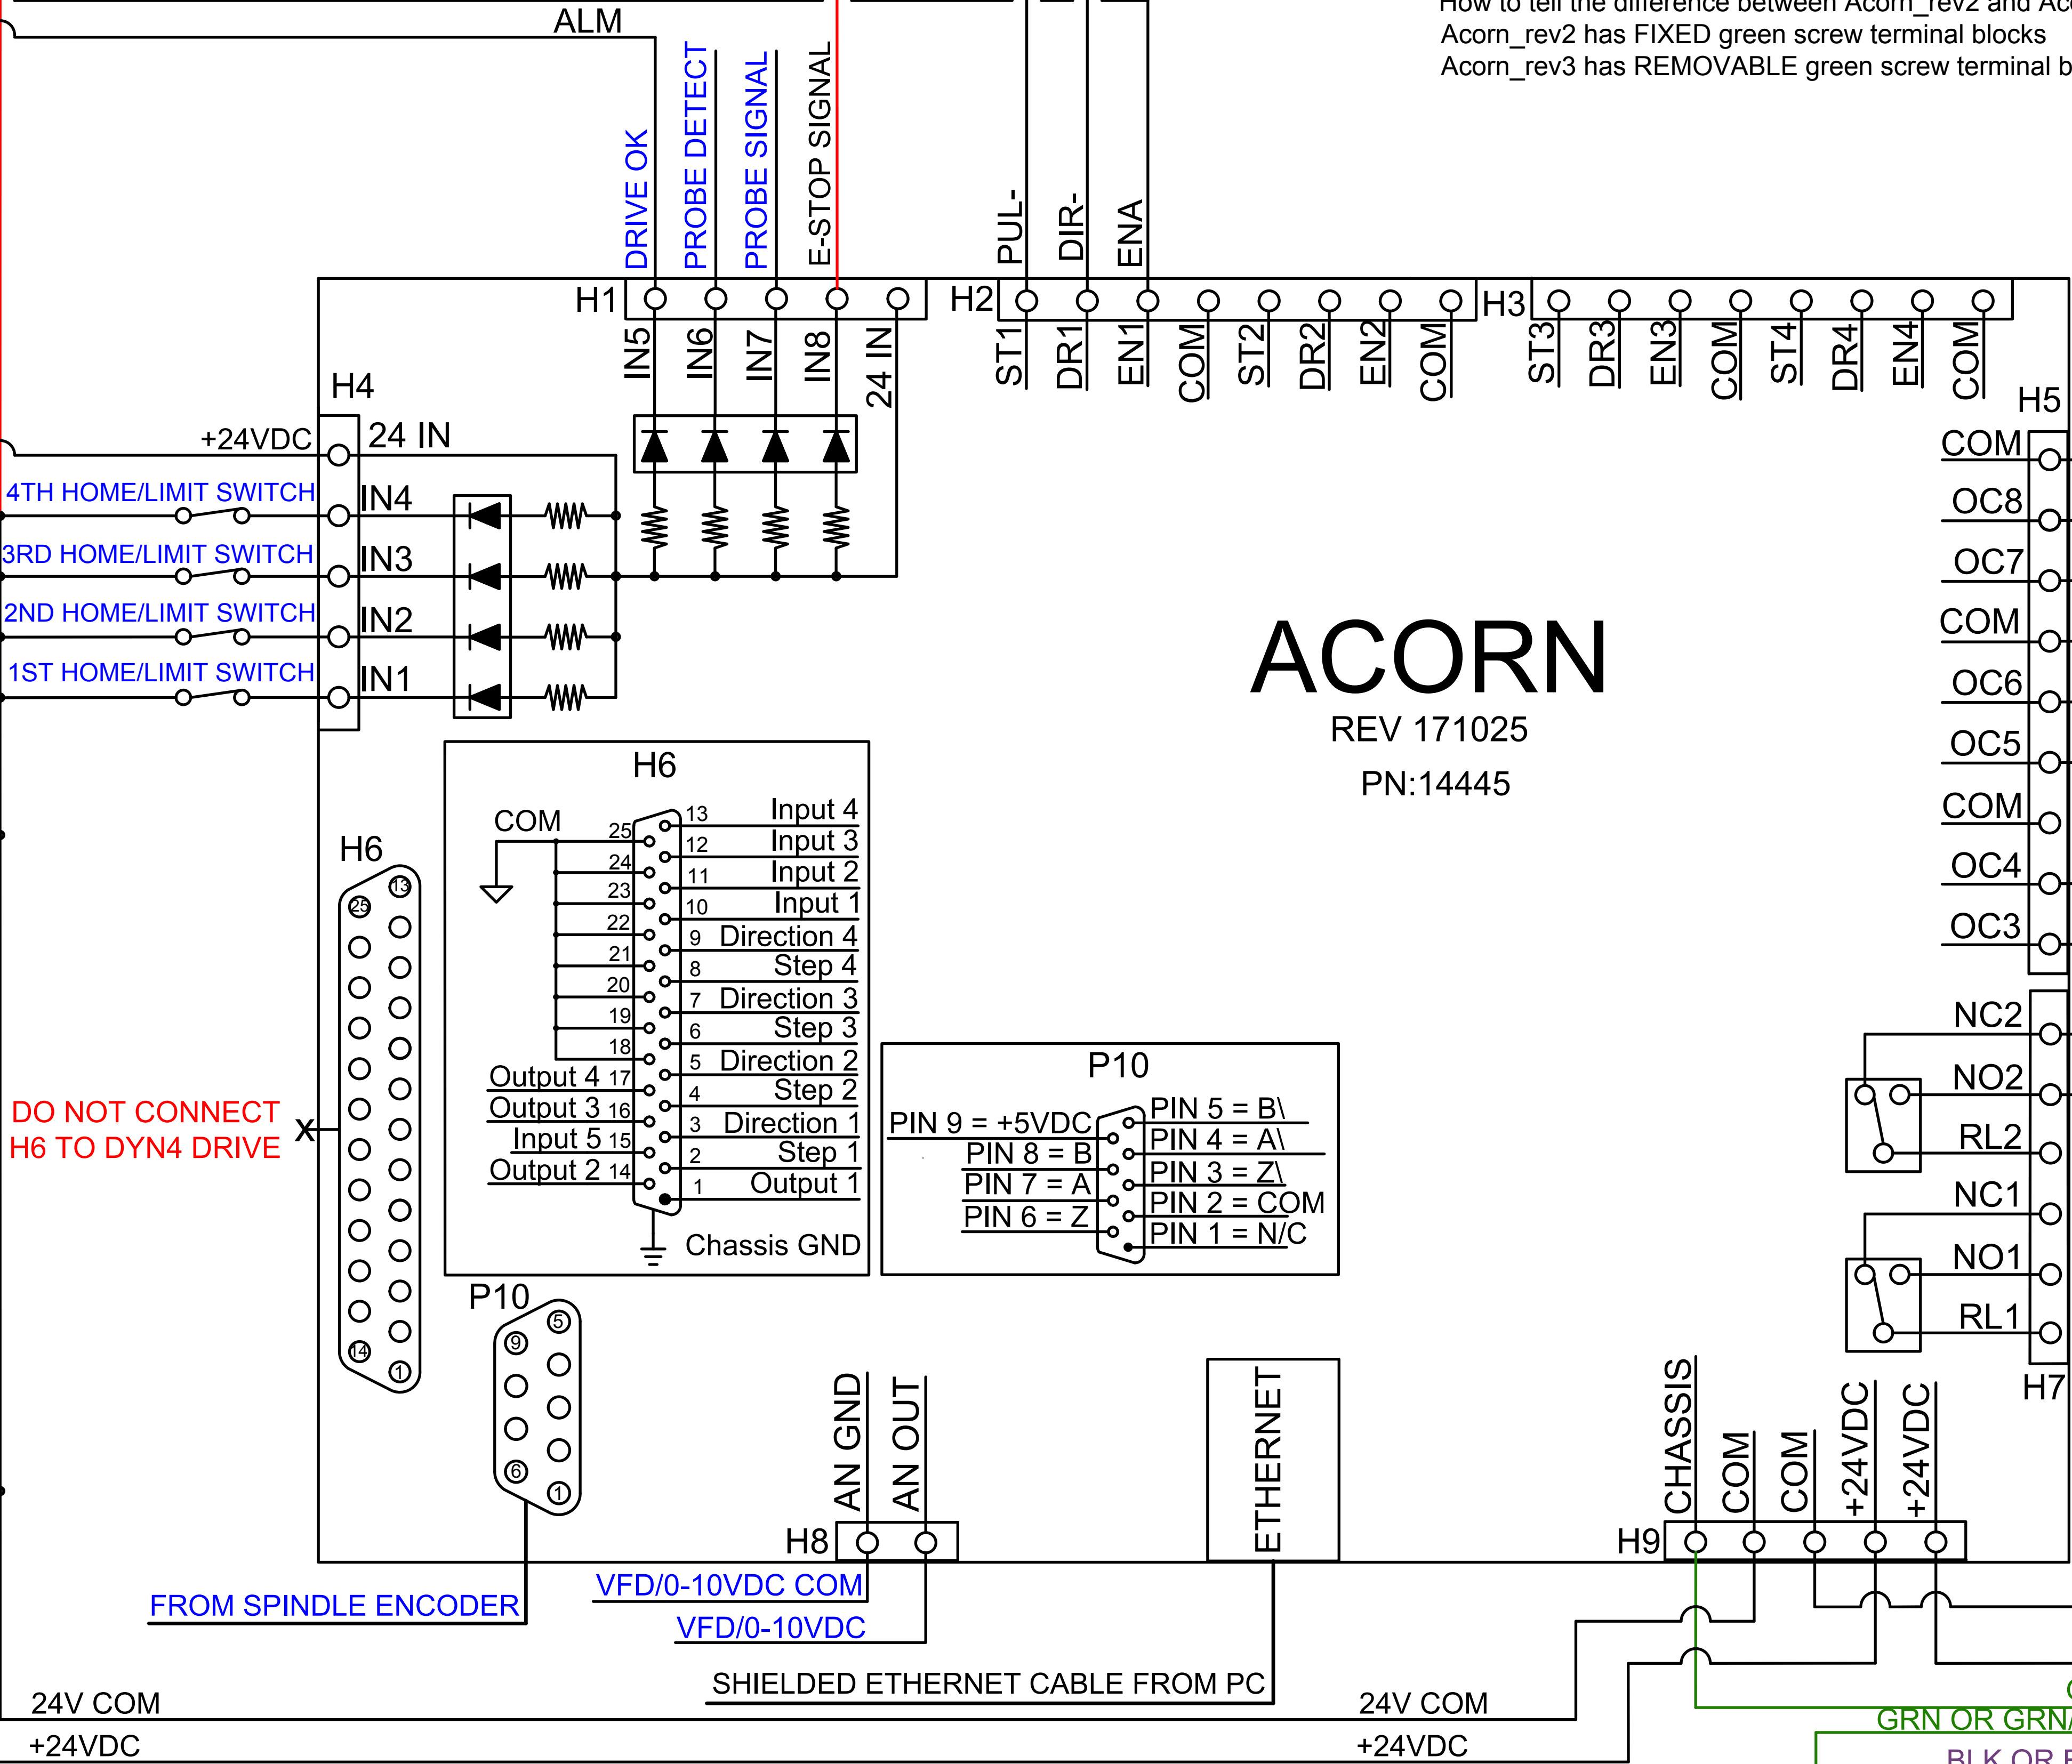 ALM
How to tell the difference between Acorn_rev2 and
Acorn_rev2 has FIXED green screw terminal blocks
Acorn_rev3 has REMOVABLE green screw terminal
DRIVE OK
PROBE DETECT
PROBE SIGNAL
E-STOP SIGNAL
PUL-
DIR-
ENA
H1
IN5
IN6
IN7
IN8
24 IN
H2
ST1
DR1
EN1
COM
ST2
DR2
EN2
COM
H3
ST3
DR3
EN3
COM
ST4
DR4
EN4
COM
H4
+24VDC
24 IN
4TH HOME/LIMIT SWITCH
IN4
3RD HOME/LIMIT SWITCH
IN3
2ND HOME/LIMIT SWITCH
IN2
1ST HOME/LIMIT SWITCH
IN1
ACORN
REV 171025
PN:14445
H5
COM
OC8
OC7
COM
OC6
OC5
COM
OC4
OC3
H6
13
25
14
1
DO NOT CONNECT
H6 TO DYN4 DRIVE
X
H6
COM
13 Input 4
25
12 Input 3
24
11 Input 2
23
10 Input 1
22
9 Direction 4
21
8 Step 4
20
7 Direction 3
19
6 Step 3
18
5 Direction 2
Output 4 17
4 Step 2
Output 3 16
3 Direction 1
Input 5 15
2 Step 1
Output 2 14
1 Output 1
Chassis GND
P10
PIN 5 = B\
PIN 9 = +5VDC
PIN 4 = A\
PIN 8 = B
PIN 3 = Z\
PIN 7 = A
PIN 2 = COM
PIN 6 = Z
PIN 1 = N/C
NC2
NO2
RL2
NC1
NO1
RL1
H7
P10
5
9
6
1
FROM SPINDLE ENCODER
AN GND
AN OUT
H8
VFD/0-10VDC COM
VFD/0-10VDC
ETHERNET
SHIELDED ETHERNET CABLE FROM PC
CHASSIS
COM
COM
+24VDC
+24VDC
H9
24V COM
24V COM
+24VDC
+24VDC
GRN OR
BLK OR